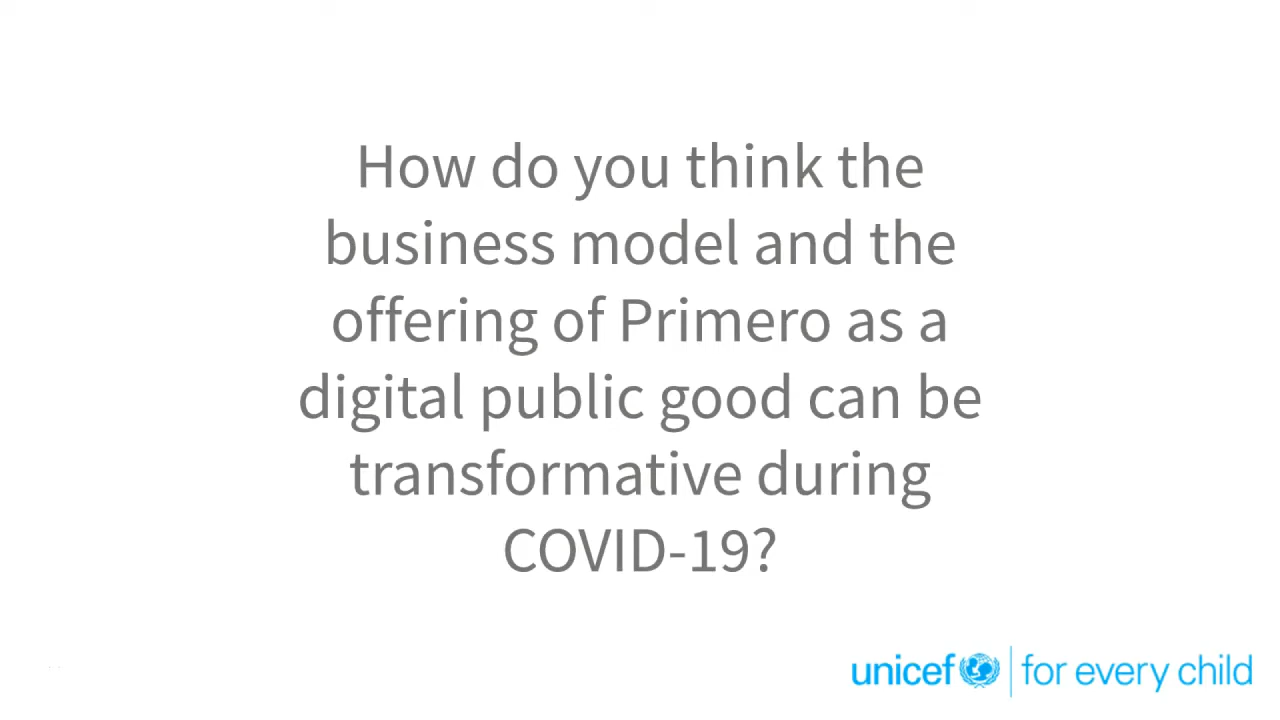 How do you think the
business model and the
offering of Primero as a
digital public good can be
transformative during
COVID-19?
unicef | for every child